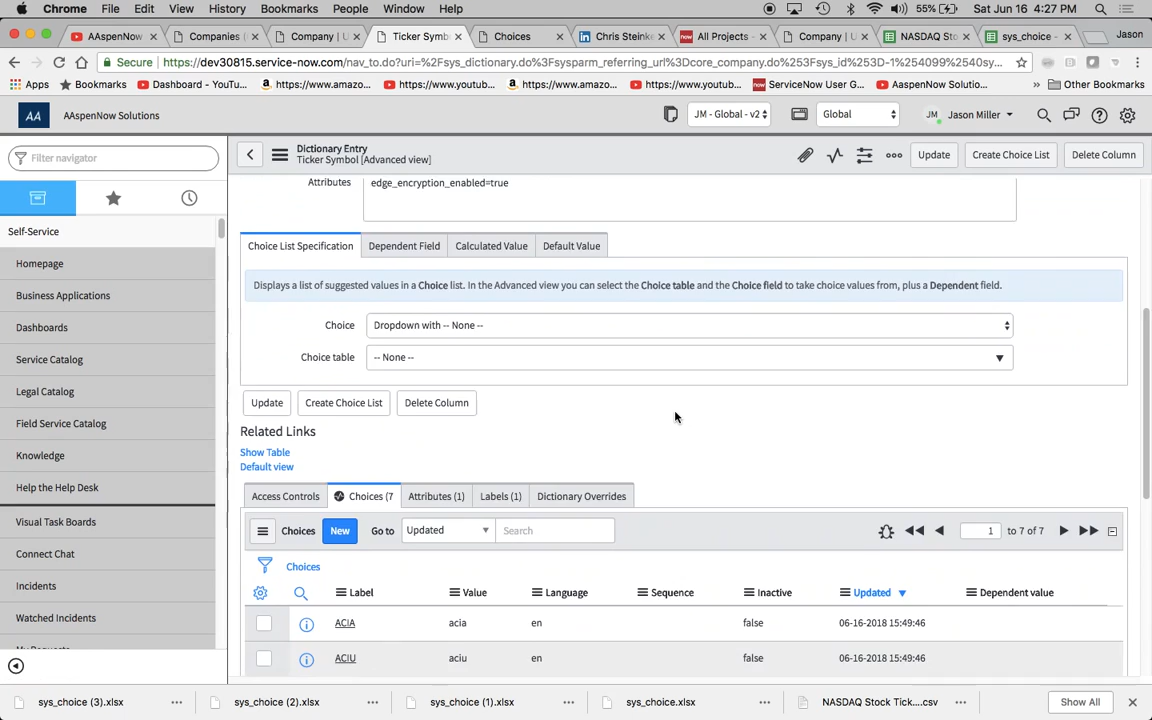 Chrome File Edit View History Bookmarks People Window Help 55% Sat Jun 16 4:27 PM
AAspenNow Companies ( Company | U Ticker Symb Choices Chris Steink All Projects - Company | U NASDAQ Sto sys_choice - Jason
Secure | https://dev30815.service-now.com/nav_to.do?uri=%2Fsys_dictionary.do%3Fsysparm_referring_url%3Dcore_company.do%253Fsys_id%253D-1%254099%2540sy...
Apps Bookmarks Dashboard - YouTu... https://www.amazo... https://www.youtub... https://www.amazo... https://www.youtub... ServiceNow User G... AAspenNow Solutio... » Other Bookmarks
AA AAspenNow Solutions JM - Global - v2 Global JM Jason Miller
Filter navigator
Dictionary Entry
Ticker Symbol [Advanced view]
Update Create Choice List Delete Column
Attributes edge_encryption_enabled=true
Self-Service
Homepage
Business Applications
Dashboards
Service Catalog
Legal Catalog
Field Service Catalog
Knowledge
Help the Help Desk
Visual Task Boards
Connect Chat
Incidents
Watched Incidents
My Requests
Choice List Specification Dependent Field Calculated Value Default Value
Displays a list of suggested values in a Choice list. In the Advanced view you can select the Choice table and the Choice field to take choice values from, plus a Dependent field.
Choice Dropdown with -- None --
Choice table -- None --
Update Create Choice List Delete Column
Related Links
Show Table
Default view
Access Controls Choices (7 Attributes (1) Labels (1) Dictionary Overrides
Choices New Go to Updated Search 1 to 7 of 7
Choices
Label Value Language Sequence Inactive Updated Dependent value
ACIA acia en false 06-16-2018 15:49:46
ACIU aciu en false 06-16-2018 15:49:46
sys_choice (3).xlsx sys_choice (2).xlsx sys_choice (1).xlsx sys_choice.xlsx NASDAQ Stock Tick....csv Show All